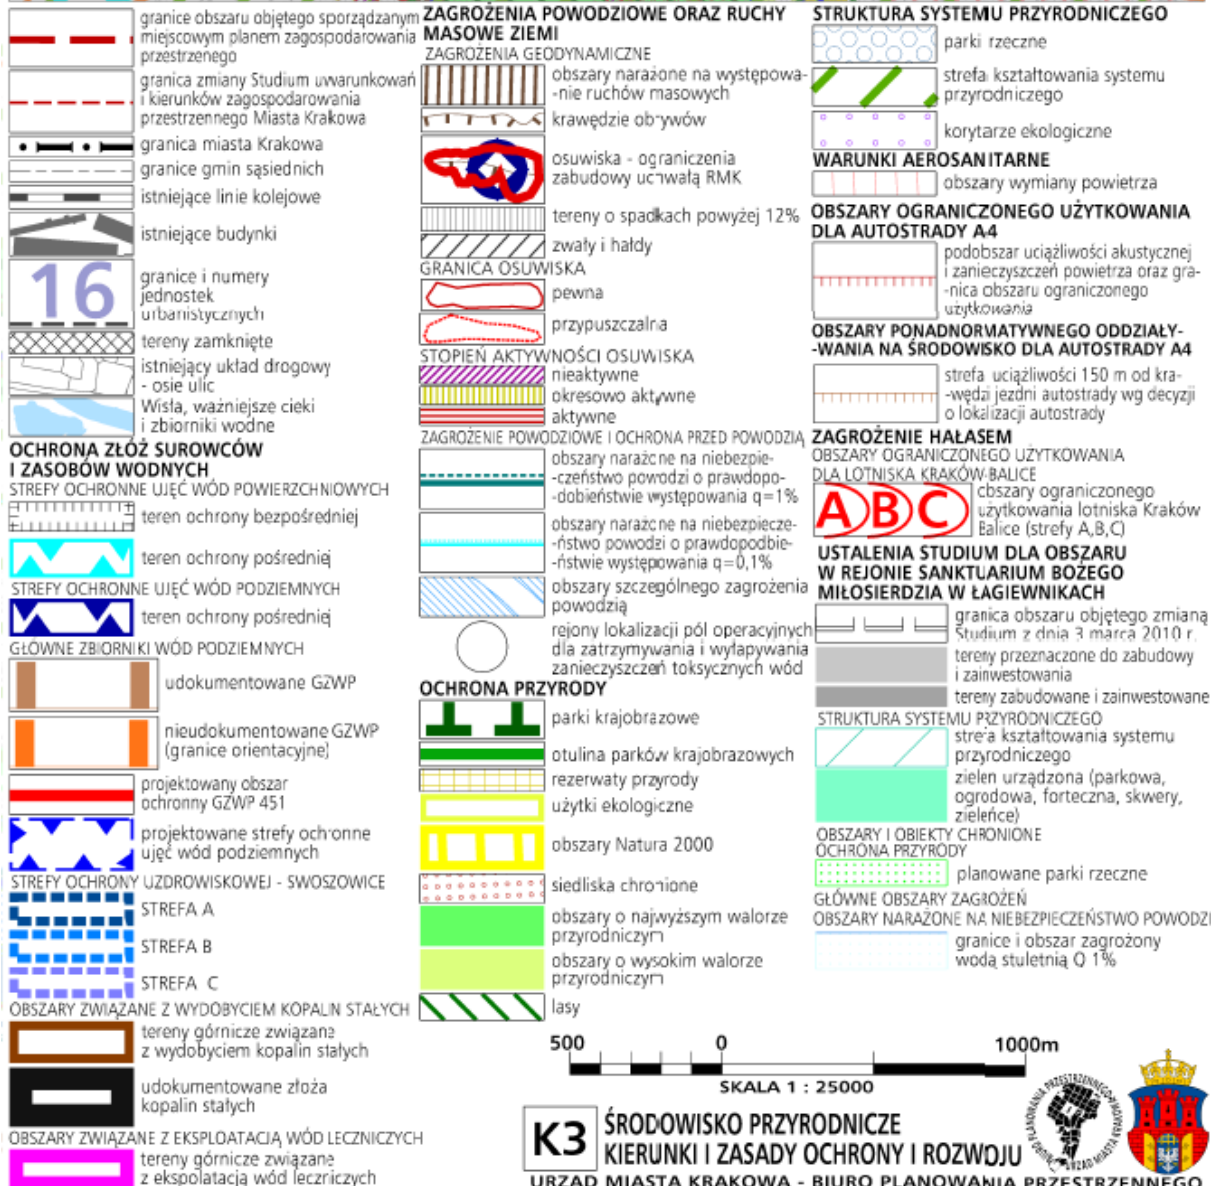 granice obszaru objętego sporządzanym
miejscowym planem zagospodarowania
przestrzenego
granica zmiany Studium uwarunkowań
i kierunków zagospodarowania
przestrzennego Miasta Krakowa
granica miasta Krakowa
granice gmin sąsiednich
istniejące linie kolejowe
istniejące budynki
16
granice i numery
jednostek
urbanistycznych
tereny zamknięte
istniejący układ drogowy
- osie ulic
Wisła, ważniejsze cieki
i zbiorniki wodne
OCHRONA ZŁÓŻ SUROWCÓW
I ZASOBÓW WODNYCH
STREFY OCHRONNE UJĘĆ WÓD POWIERZCHNIOWYCH
teren ochrony bezpośredniej
teren ochrony pośredniej
STREFY OCHRONNE UJĘĆ WÓD PODZIEMNYCH
teren ochrony pośredniej
GŁÓWNE ZBIORNIKI WÓD PODZIEMNYCH
udokumentowane GZWP
nieudokumentowane GZWP
(granice orientacyjne)
projektowany obszar
ochronny GZWP 451
projektowane strefy ochronne
ujęć wód podziemnych
STREFY OCHRONY UZDROWISKOWEJ - SWOSZOWICE
STREFA A
STREFA B
STREFA C
OBSZARY ZWIĄZANE Z WYDOBYCIEM KOPALIN STAŁYCH
tereny górnicze związane
z wydobyciem kopalin stałych
udokumentowane złoża
kopalin stałych
OBSZARY ZWIĄZANE Z EKSPLOATACJĄ WÓD LECZNICZYCH
tereny górnicze związane
z ekspolatacją wód leczniczych
ZAGROŻENIA POWODZIOWE ORAZ RUCHY
MASOWE ZIEMI
ZAGROŻENIA GEODYNAMICZNE
obszary narażone na występowa-
-nie ruchów masowych
krawędzie obrywów
osuwiska - ograniczenia
zabudowy uchwałą RMK
tereny o spadkach powyżej 12%
zwały i hałdy
GRANICA OSUWISKA
pewna
przypuszczalna
STOPIEŃ AKTYWNOŚCI OSUWISKA
nieaktywne
okresowo aktywne
aktywne
ZAGROŻENIE POWODZIOWE I OCHRONA PRZED POWODZIĄ
obszary narażone na niebezpie-
-czeństwo powodzi o prawdopo-
-dobieństwie występowania q=1%
obszary narażone na niebezpiecze-
-ństwo powodzi o prawdopodbie-
-ństwie występowania q=0,1%
obszary szczególnego zagrożenia
powodzią
rejony lokalizacji pól operacyjnych
dla zatrzymywania i wyłapywania
zanieczyszczeń toksycznych wód
OCHRONA PRZYRODY
parki krajobrazowe
otulina parków krajobrazowych
rezerwaty przyrody
użytki ekologiczne
obszary Natura 2000
siedliska chronione
obszary o najwyższym walorze
przyrodniczym
obszary o wysokim walorze
przyrodniczym
lasy
STRUKTURA SYSTEMU PRZYRODNICZEGO
parki rzeczne
strefa kształtowania systemu
przyrodniczego
korytarze ekologiczne
WARUNKI AEROSANITARNE
obszary wymiany powietrza
OBSZARY OGRANICZONEGO UŻYTKOWANIA
DLA AUTOSTRADY A4
podobszar uciążliwości akustycznej
i zanieczyszczeń powietrza oraz gra-
-nica obszaru ograniczonego
użytkowania
OBSZARY PONADNORMATYWNEGO ODDZIAŁY-
-WANIA NA ŚRODOWISKO DLA AUTOSTRADY A4
strefa uciążliwości 150 m od kra-
-wędzi jezdni autostrady wg decyzji
o lokalizacji autostrady
ZAGROŻENIE HAŁASEM
OBSZARY OGRANICZONEGO UŻYTKOWANIA
DLA LOTNISKA KRAKÓW-BALICE
A B C
obszary ograniczonego
użytkowania lotniska Kraków
Balice (strefy A,B,C)
USTALENIA STUDIUM DLA OBSZARU
W REJONIE SANKTUARIUM BOŻEGO
MIŁOSIERDZIA W ŁAGIEWNIKACH
granica obszaru objętego zmianą
Studium z dnia 3 marca 2010 r.
tereny przeznaczone do zabudowy
i zainwestowania
tereny zabudowane i zainwestowane
STRUKTURA SYSTEMU PRZYRODNICZEGO
strefa kształtowania systemu
przyrodniczego
zieleń urządzona (parkowa,
ogrodowa, forteczna, skwery,
zieleńce)
OBSZARY I OBIEKTY CHRONIONE
OCHRONA PRZYRODY
planowane parki rzeczne
GŁÓWNE OBSZARY ZAGROŻEŃ
OBSZARY NARAŻONE NA NIEBEZPIECZEŃSTWO POWODZI
granice i obszar zagrożony
wodą stuletnią Q 1%
500 0 1000m
SKALA 1 : 25000
K3
ŚRODOWISKO PRZYRODNICZE
KIERUNKI I ZASADY OCHRONY I ROZWOJU
URZĄD MIASTA KRAKOWA - BIURO PLANOWANIA PRZESTRZENNEGO